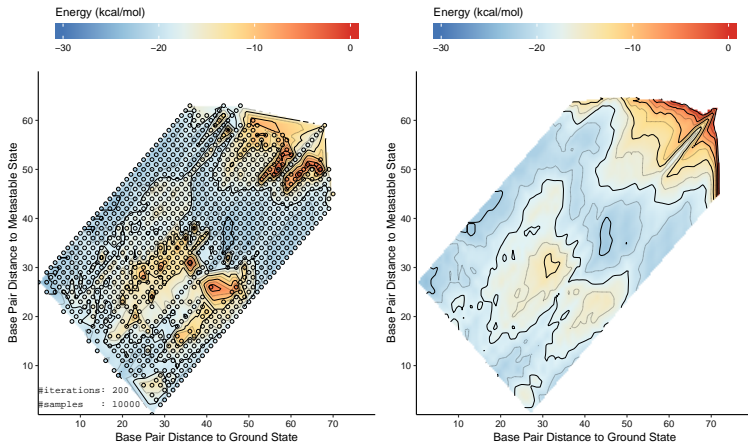 Energy (kcal/mol)
−30 −20 −10 0
Energy (kcal/mol)
−30 −20 −10 0
Base Pair Distance to Metastable State
60
50
40
30
20
10
#iterations: 200
#samples   : 10000
10 20 30 40 50 60 70
Base Pair Distance to Ground State
Base Pair Distance to Metastable State
60
50
40
30
20
10
10 20 30 40 50 60 70
Base Pair Distance to Ground State